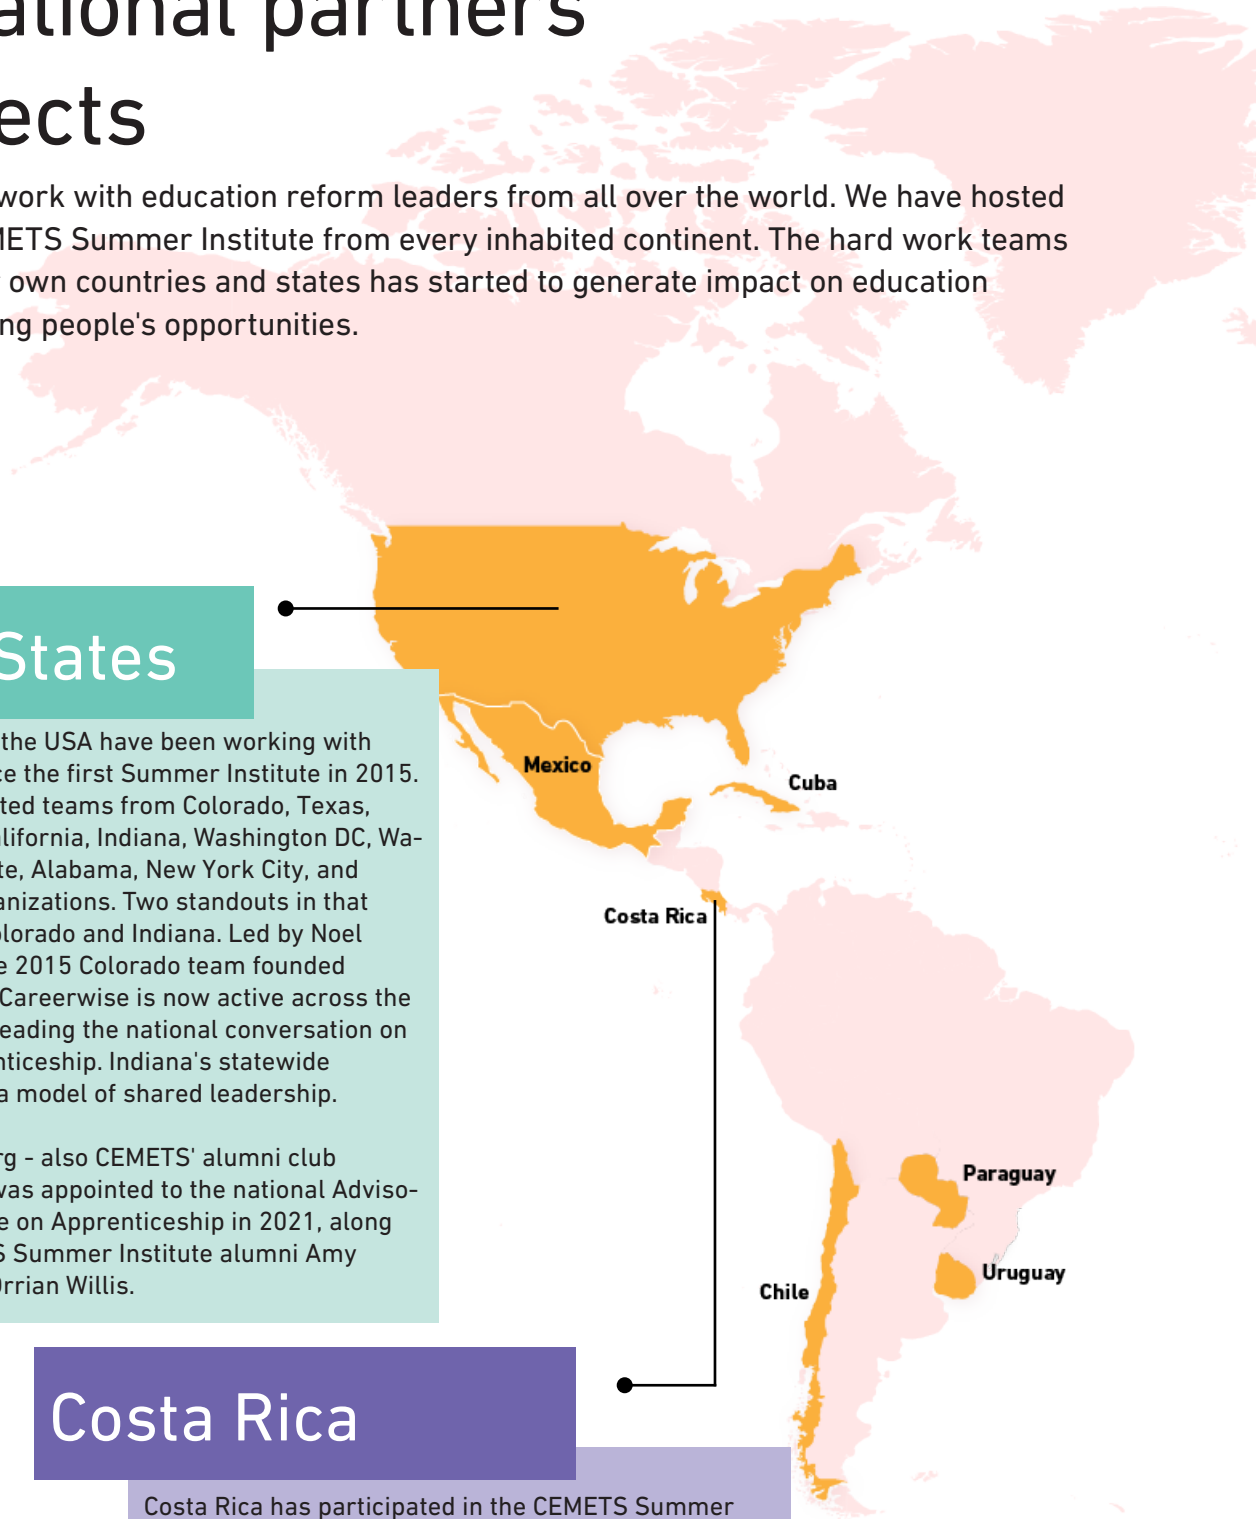 ational partners
ects
work with education reform leaders from all over the world. We have hosted
METS Summer Institute from every inhabited continent. The hard work teams
own countries and states has started to generate impact on education
ng people's opportunities.
States
the USA have been working with
ce the first Summer Institute in 2015.
ted teams from Colorado, Texas,
alifornia, Indiana, Washington DC, Wa-
te, Alabama, New York City, and
anizations. Two standouts in that
olorado and Indiana. Led by Noel
e 2015 Colorado team founded
Careerwise is now active across the
eading the national conversation on
nticeship. Indiana's statewide
a model of shared leadership.
rg - also CEMETS' alumni club
was appointed to the national Adviso-
e on Apprenticeship in 2021, along
S Summer Institute alumni Amy
Orrian Willis.
Mexico
Cuba
Costa Rica
Paraguay
Uruguay
Chile
Costa Rica
Costa Rica has participated in the CEMETS Summer